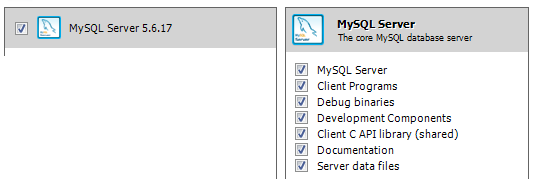 MySQL Server 5.6.17
MySQL Server
The core MySQL database server
MySQL Server
Client Programs
Debug binaries
Development Components
Client C API library (shared)
Documentation
Server data files